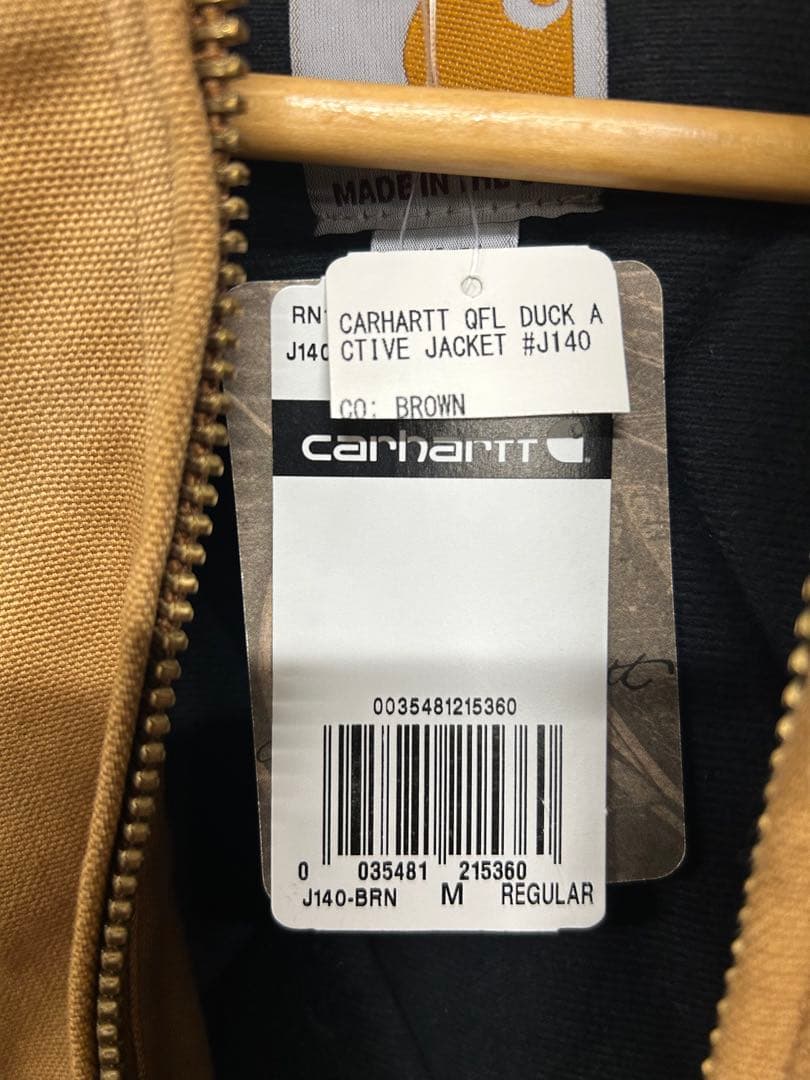 MADE IN THE
RN
J140
CARHARTT QFL DUCK A
CTIVE JACKET #J140
CO: BROWN
carhartt
0035481215360
0 035481 215360
J140-BRN M REGULAR